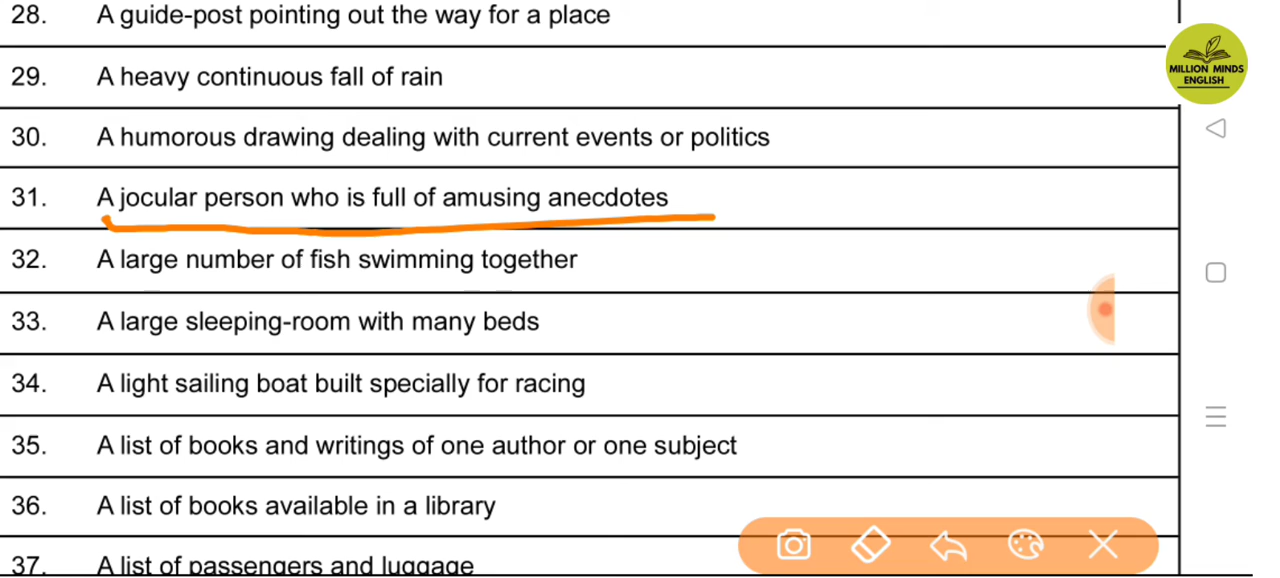 28. A guide-post pointing out the way for a place
MILLION MINDS
ENGLISH
29. A heavy continuous fall of rain
30. A humorous drawing dealing with current events or politics
31. A jocular person who is full of amusing anecdotes
32. A large number of fish swimming together
33. A large sleeping-room with many beds
34. A light sailing boat built specially for racing
35. A list of books and writings of one author or one subject
36. A list of books available in a library
37. A list of passengers and luggage